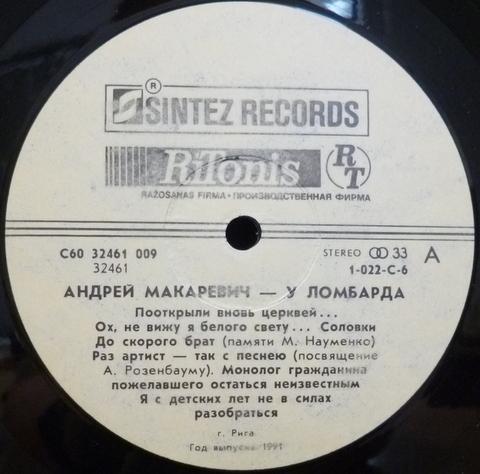 ®
SINTEZ RECORDS
RiTonis RT
RAŽOŠANAS FIRMA • ПРОИЗВОДСТВЕННАЯ ФИРМА
С60 32461 009 STEREO 33 A
32461 1-022-С-6
АНДРЕЙ МАКАРЕВИЧ — У ЛОМБАРДА
Пооткрыли вновь церквей...
Ох, не вижу я белого свету... Соловки
До скорого брат (памяти М. Науменко)
Раз артист — так с песнею (посвящение
А. Розенбауму). Монолог гражданина
пожелавшего остаться неизвестным
Я с детских лет не в силах
разобраться
г. Рига
Год выпуска 1991